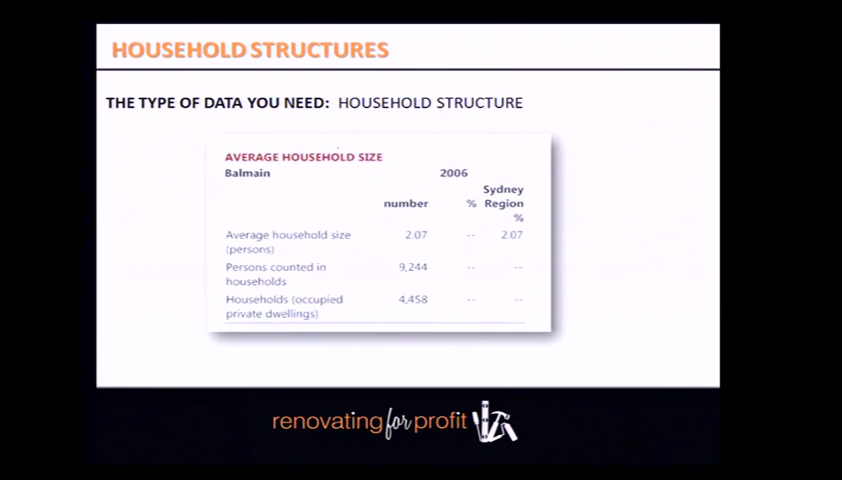 HOUSEHOLD STRUCTURES
THE TYPE OF DATA YOU NEED: HOUSEHOLD STRUCTURE
AVERAGE HOUSEHOLD SIZE
Balmain 2006
Sydney
number % Region
%
Average household size 2.07 -- 2.07
(persons)
Persons counted in 9,244 -- --
households
Households (occupied 4,458 -- --
private dwellings)
renovating for profit